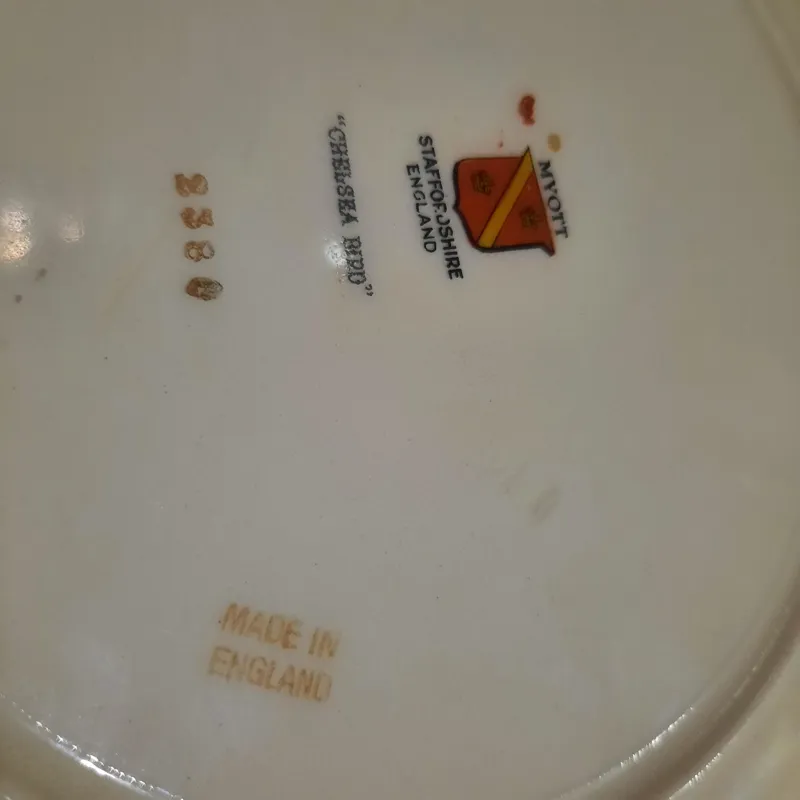 MYOTT
STAFFORDSHIRE
ENGLAND
"CHELSEA BIRD"
MADE IN
ENGLAND